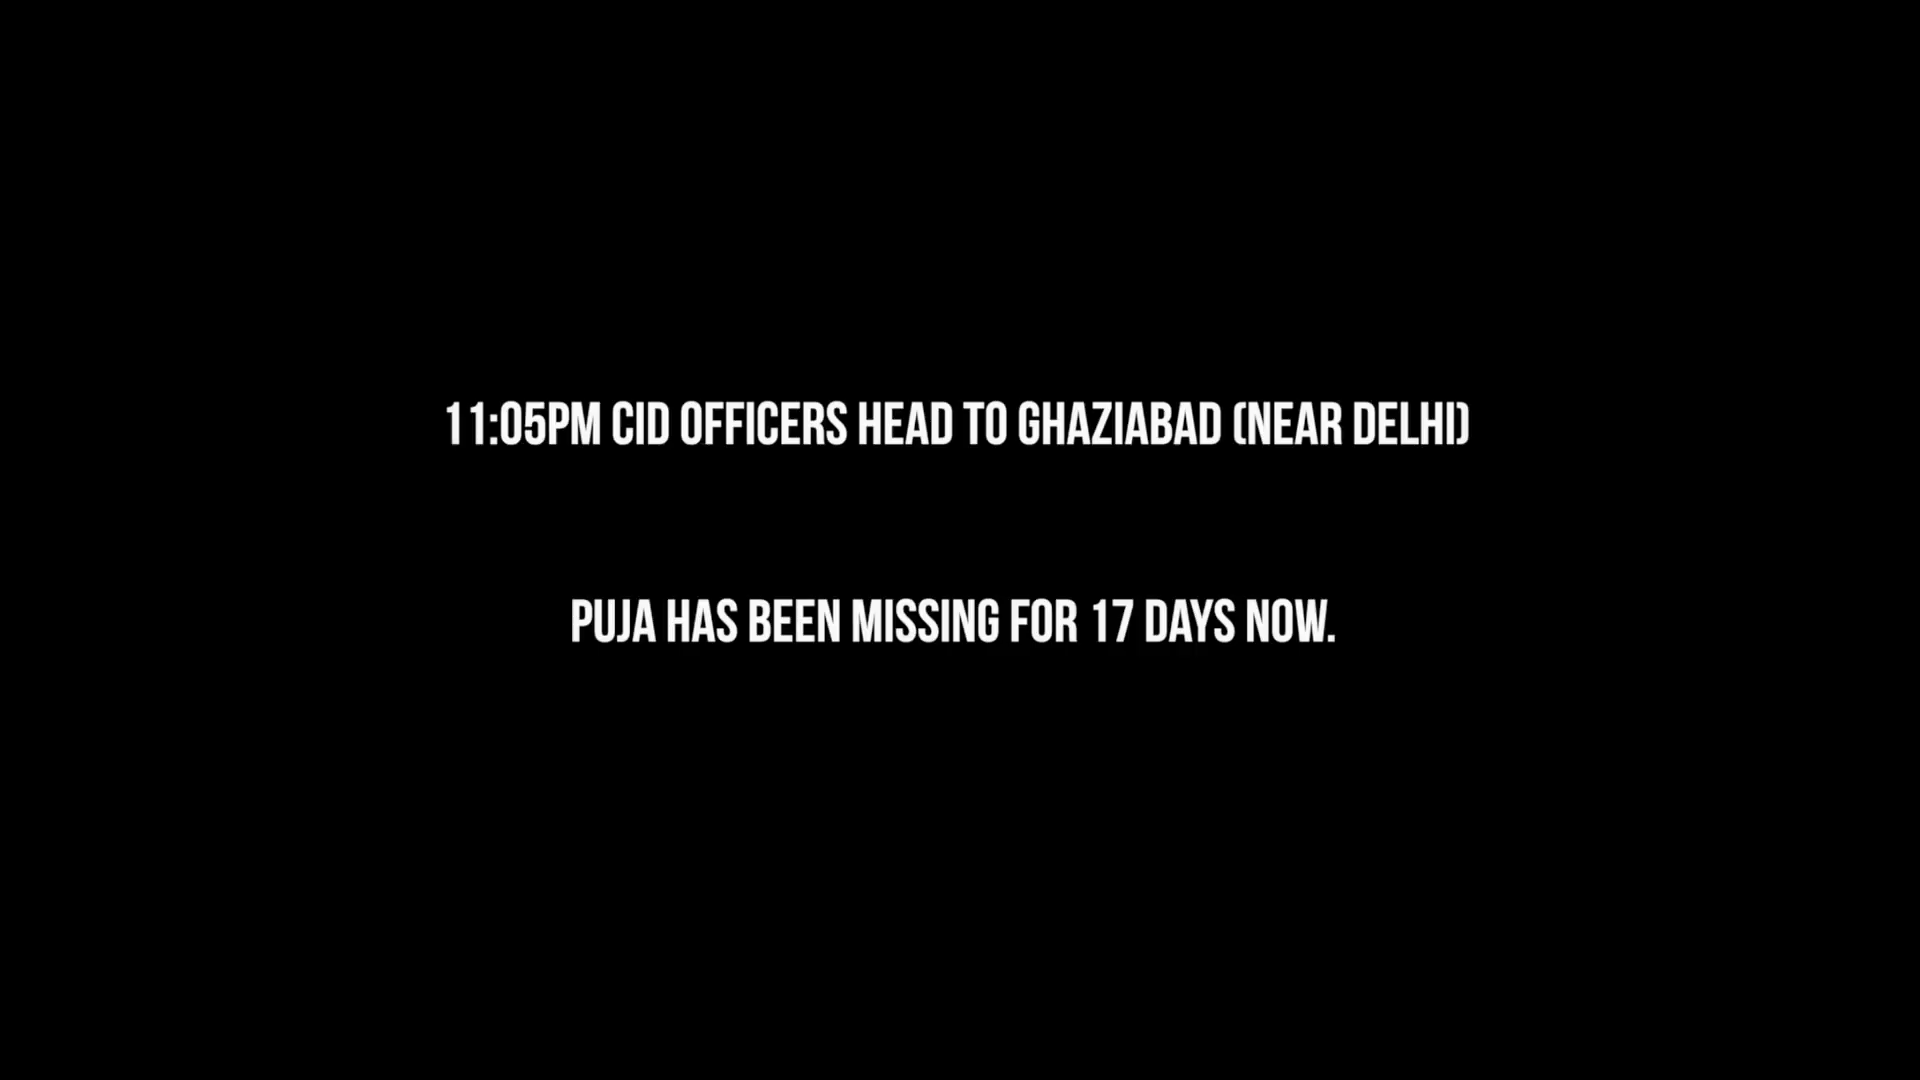 11:05PM CID OFFICERS HEAD TO GHAZIABAD (NEAR DELHI)
PUJA HAS BEEN MISSING FOR 17 DAYS NOW.